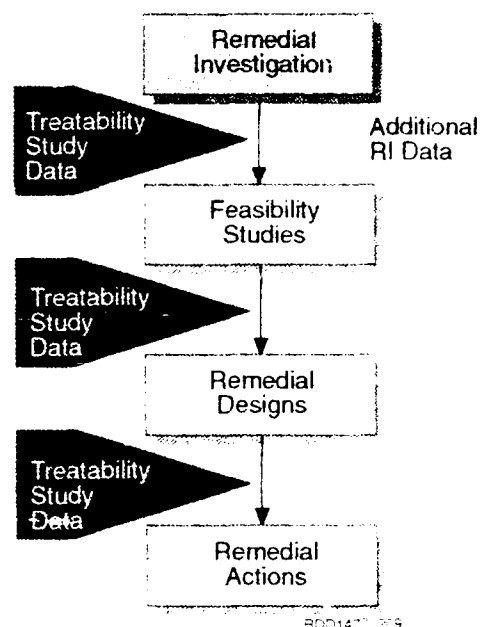 Remedial
Investigation
Treatability
Study
Data
Additional
RI Data
Feasibility
Studies
Treatability
Study
Data
Remedial
Designs
Treatability
Study
Data
Remedial
Actions